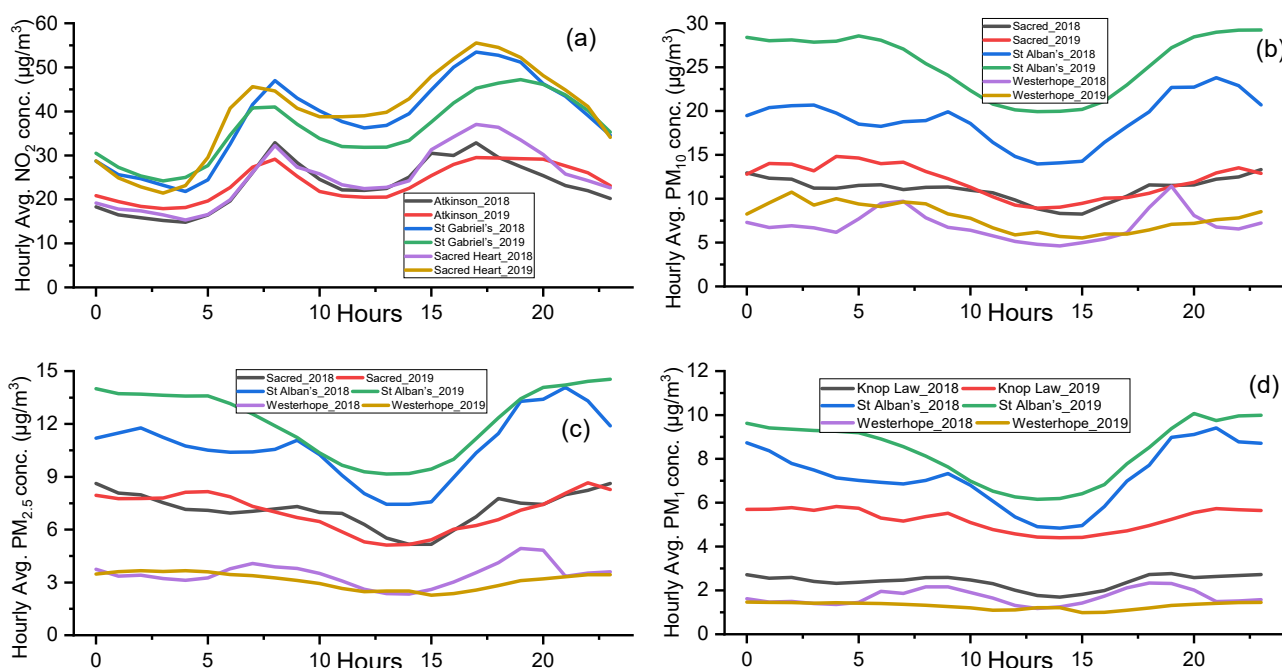 (a)
Hourly Avg. NO2 conc. (µg/m³)
60
50
40
30
20
10
0
Atkinson_2018
Atkinson_2019
St Gabriel's_2018
St Gabriel's_2019
Sacred Heart_2018
Sacred Heart_2019
0 5 10 15 20
Hours
(b)
Hourly Avg. PM10 conc. (µg/m³)
30
25
20
15
10
5
0
Sacred_2018
Sacred_2019
St Alban's_2018
St Alban's_2019
Westerhope_2018
Westerhope_2019
0 5 10 15 20
Hours
(c)
Hourly Avg. PM2.5 conc. (µg/m³)
15
12
9
6
3
0
Sacred_2018 Sacred_2019
St Alban's_2018 St Alban's_2019
Westerhope_2018 Westerhope_2019
0 5 10 15 20
Hours
(d)
Hourly Avg. PM1 conc. (µg/m³)
12
10
8
6
4
2
0
Knop Law_2018 Knop Law_2019
St Alban's_2018 St Alban's_2019
Westerhope_2018 Westerhope_2019
0 5 10 15 20
Hours